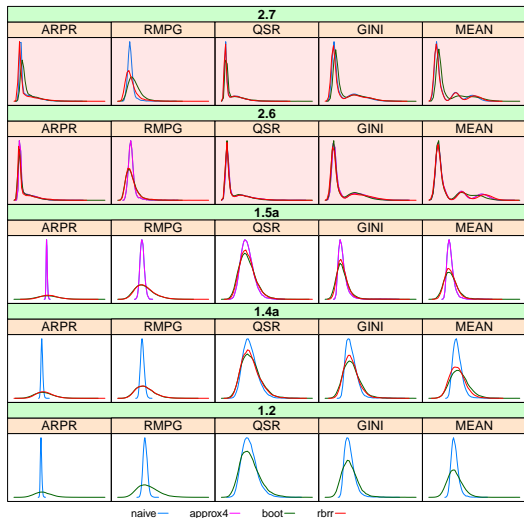 2.7
ARPR RMPG QSR GINI MEAN
2.6
ARPR RMPG QSR GINI MEAN
1.5a
ARPR RMPG QSR GINI MEAN
1.4a
ARPR RMPG QSR GINI MEAN
1.2
ARPR RMPG QSR GINI MEAN
naive approx4 boot rbrr